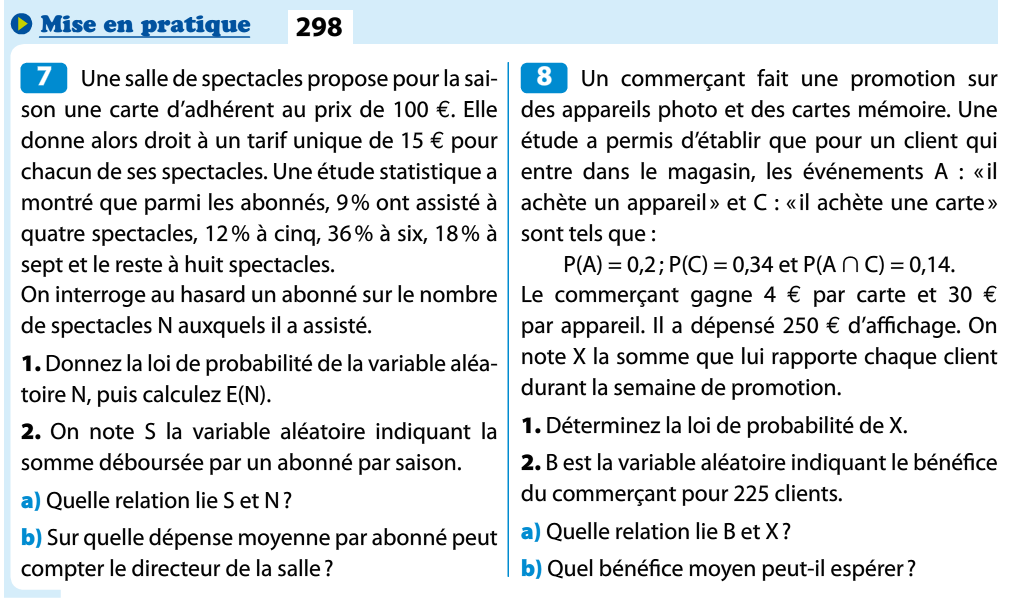 Mise en pratique 298
7 Une salle de spectacles propose pour la sai-
son une carte d'adhérent au prix de 100 €. Elle
donne alors droit à un tarif unique de 15 € pour
chacun de ses spectacles. Une étude statistique a
montré que parmi les abonnés, 9 % ont assisté à
quatre spectacles, 12 % à cinq, 36 % à six, 18 % à
sept et le reste à huit spectacles.
On interroge au hasard un abonné sur le nombre
de spectacles N auxquels il a assisté.
1. Donnez la loi de probabilité de la variable aléa-
toire N, puis calculez E(N).
2. On note S la variable aléatoire indiquant la
somme déboursée par un abonné par saison.
a) Quelle relation lie S et N ?
b) Sur quelle dépense moyenne par abonné peut
compter le directeur de la salle ?
8 Un commerçant fait une promotion sur
des appareils photo et des cartes mémoire. Une
étude a permis d'établir que pour un client qui
entre dans le magasin, les événements A : « il
achète un appareil » et C : « il achète une carte »
sont tels que :
P(A) = 0,2 ; P(C) = 0,34 et P(A ∩ C) = 0,14.
Le commerçant gagne 4 € par carte et 30 €
par appareil. Il a dépensé 250 € d'affichage. On
note X la somme que lui rapporte chaque client
durant la semaine de promotion.
1. Déterminez la loi de probabilité de X.
2. B est la variable aléatoire indiquant le bénéfice
du commerçant pour 225 clients.
a) Quelle relation lie B et X ?
b) Quel bénéfice moyen peut-il espérer ?